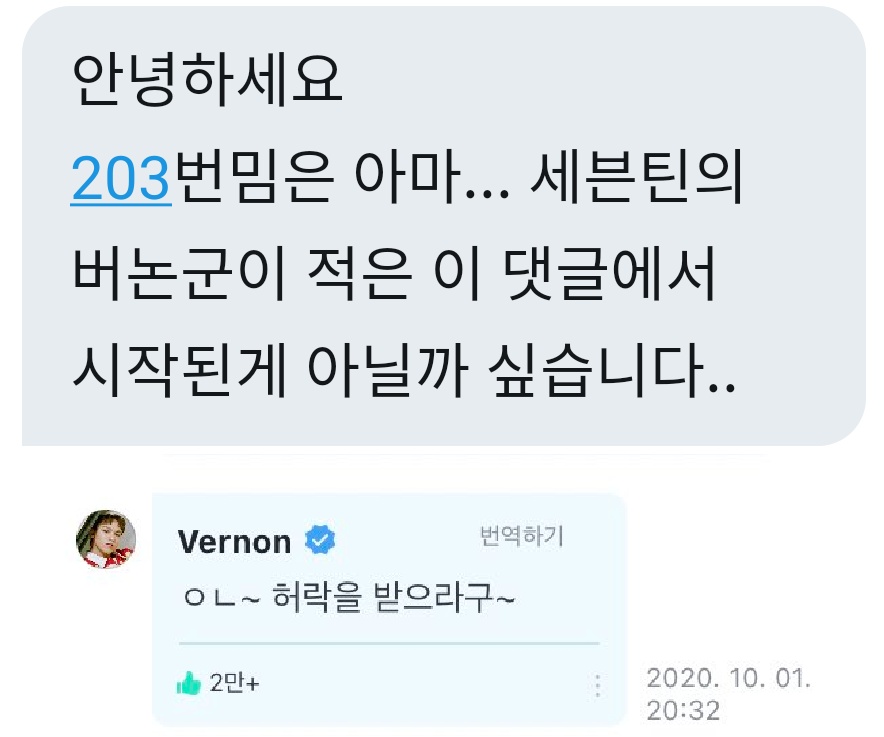 안녕하세요
203번밈은 아마... 세븐틴의
버논군이 적은 이 댓글에서
시작된게 아닐까 싶습니다..
Vernon
번역하기
ㅇㄴ~ 허락을 받으라구~
2만+
2020. 10. 01.
20:32